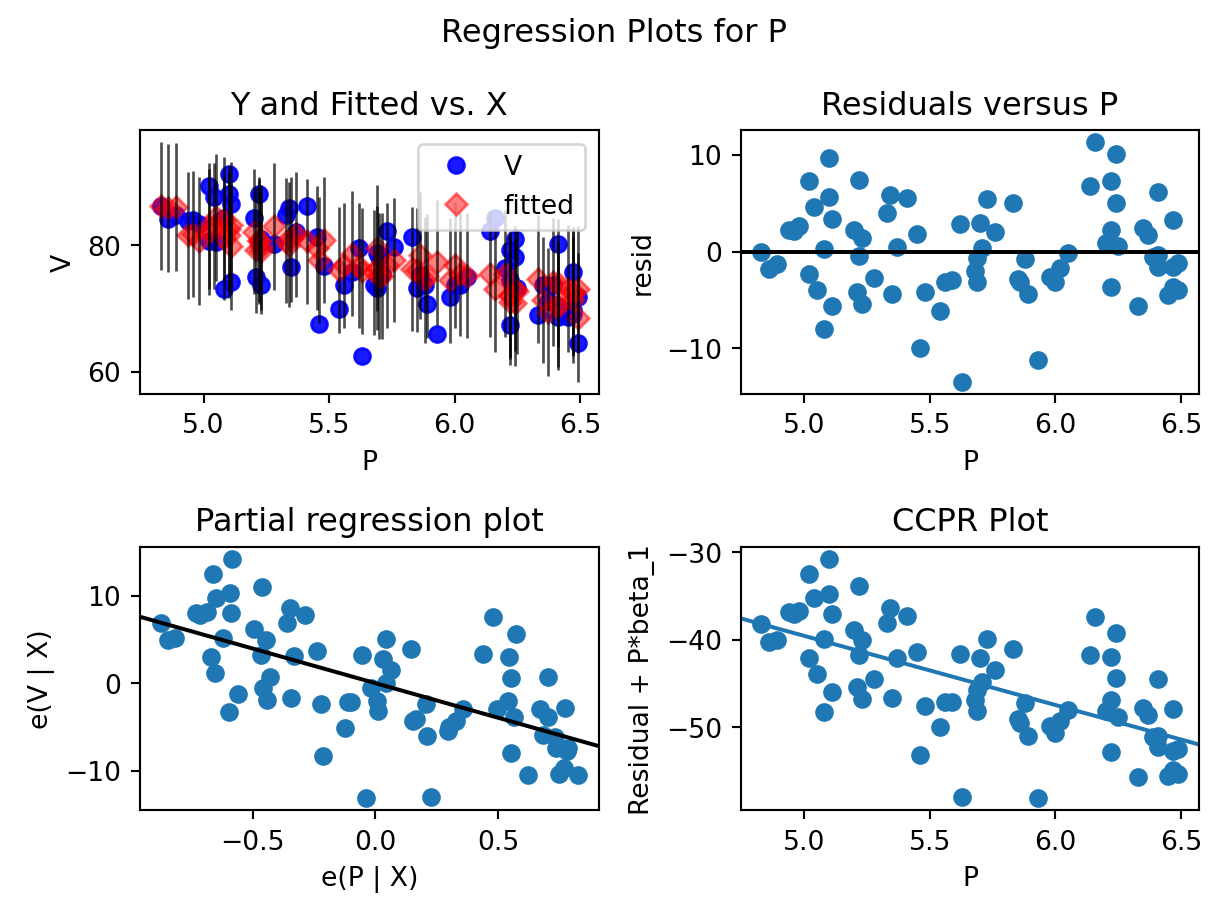 Regression Plots for P
Y and Fitted vs. X
V
80
60
V
fitted
5.0 5.5 6.0 6.5
P
Residuals versus P
resid
10
0
−10
5.0 5.5 6.0 6.5
P
Partial regression plot
e(V | X)
10
0
−10
−0.5 0.0 0.5
e(P | X)
CCPR Plot
Residual + P*beta_1
−30
−40
−50
5.0 5.5 6.0 6.5
P